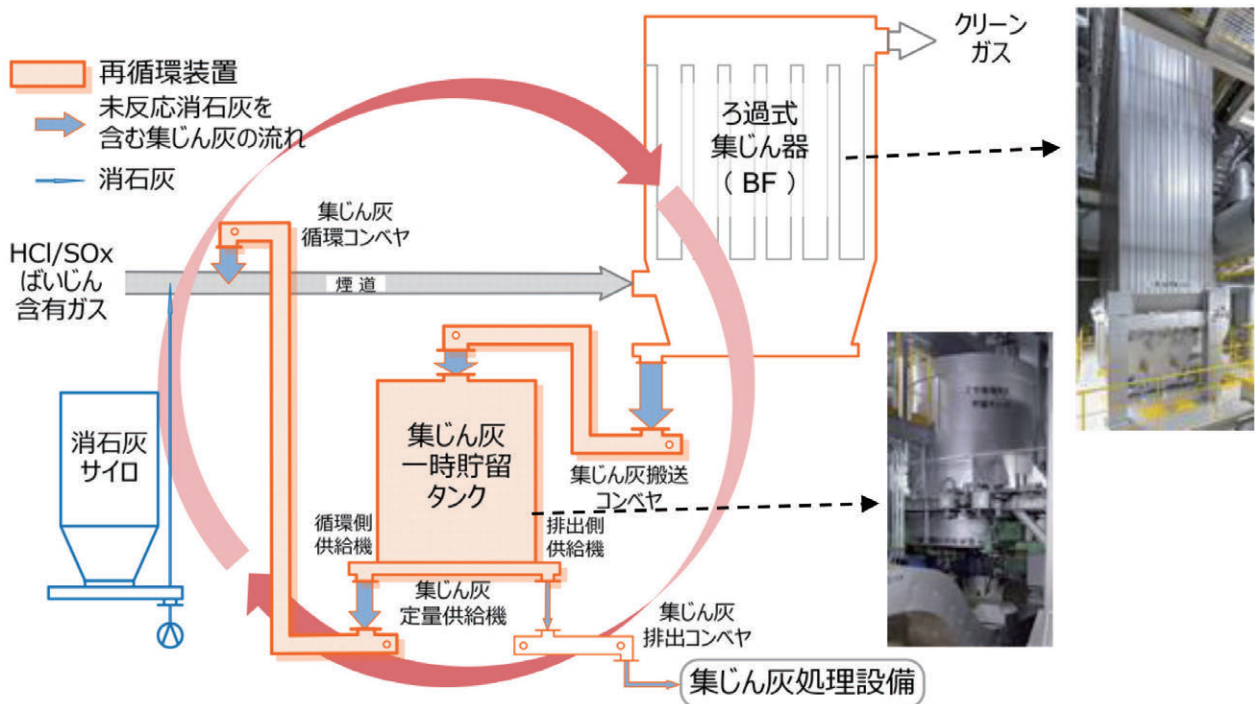 再循環装置
未反応消石灰を
含む集じん灰の流れ
消石灰
HCl/SOx
ばいじん
含有ガス
集じん灰
循環コンベヤ
煙道
ろ過式
集じん器
（BF）
クリーン
ガス
消石灰
サイロ
集じん灰
一時貯留
タンク
集じん灰搬送
コンベヤ
循環側
供給機
排出側
供給機
集じん灰
定量供給機
集じん灰
排出コンベヤ
集じん灰処理設備